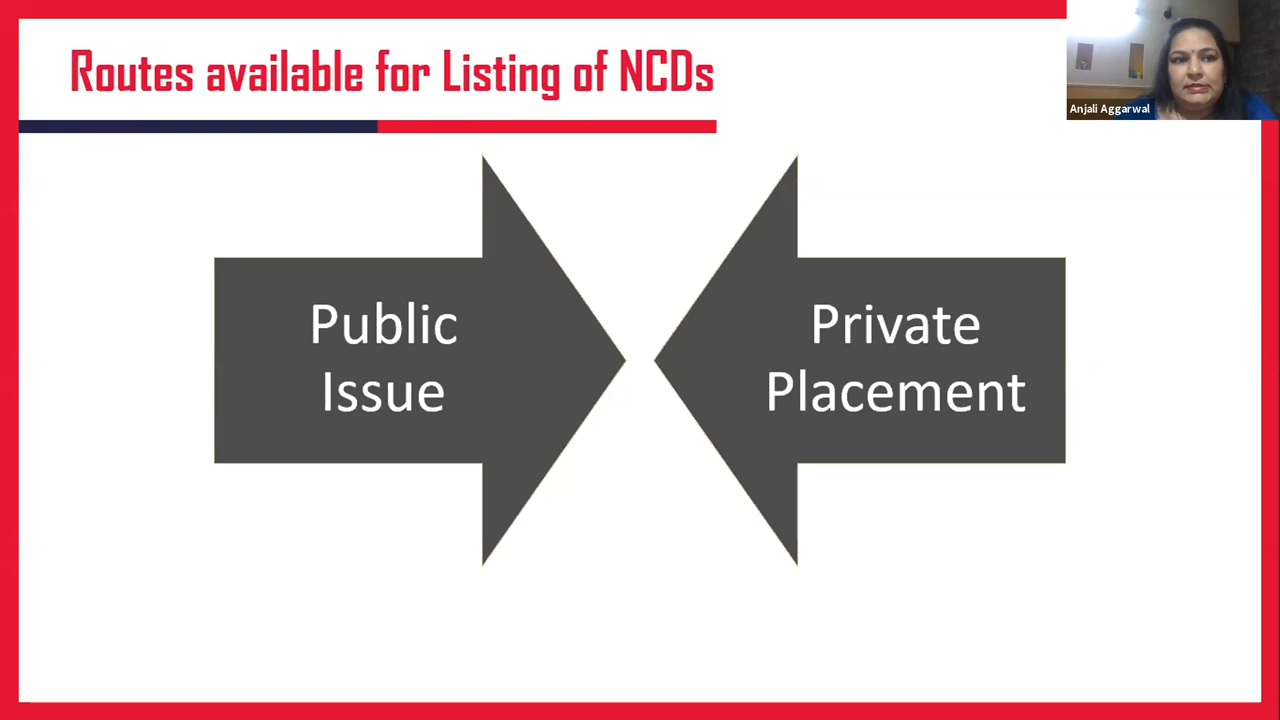 Routes available for Listing of NCDs
Anjali Aggarwal
Public
Issue
Private
Placement